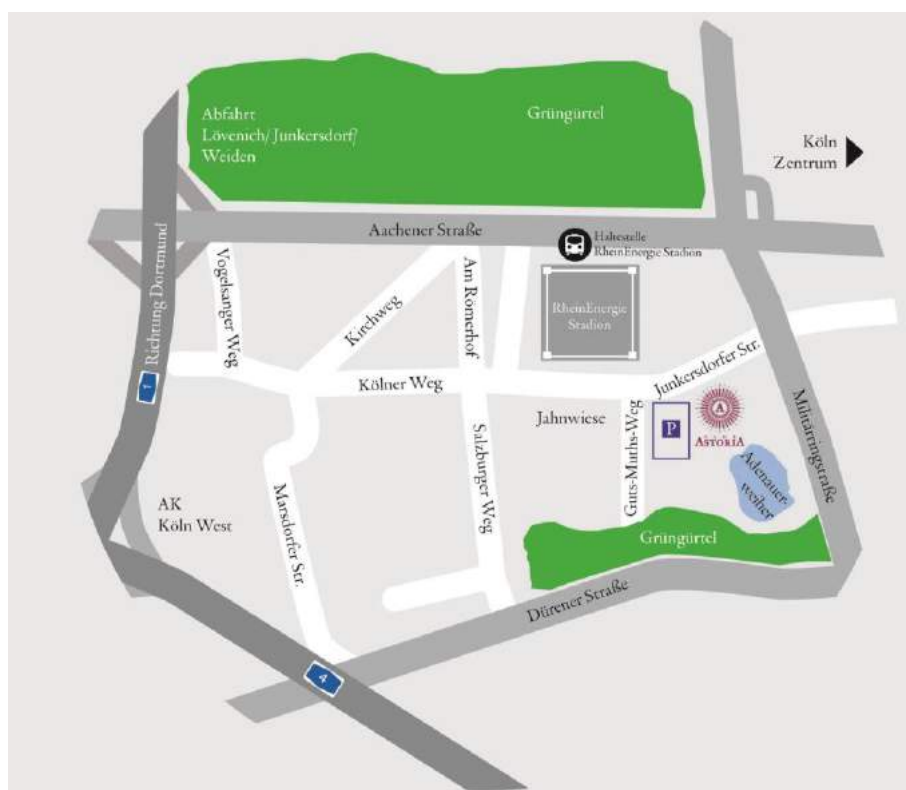 Abfahrt
Lövenich/Junkersdorf/
Weiden
Grüngürtel
Köln
Zentrum
Aachener Straße
Haltestelle
RheinEnergie Stadion
Richtung Dortmund
Vogelsanger Weg
Kirchweg
Am Römerhof
RheinEnergie
Stadion
Junkersdorfer Str.
1
Kölner Weg
Jahnwiese
Guts-Muths-Weg
P
A
ASTORIA
Militärringstraße
Adenauer-
weiher
Salzburger Weg
Marsdorfer Str.
AK
Köln West
Grüngürtel
Dürener Straße
4